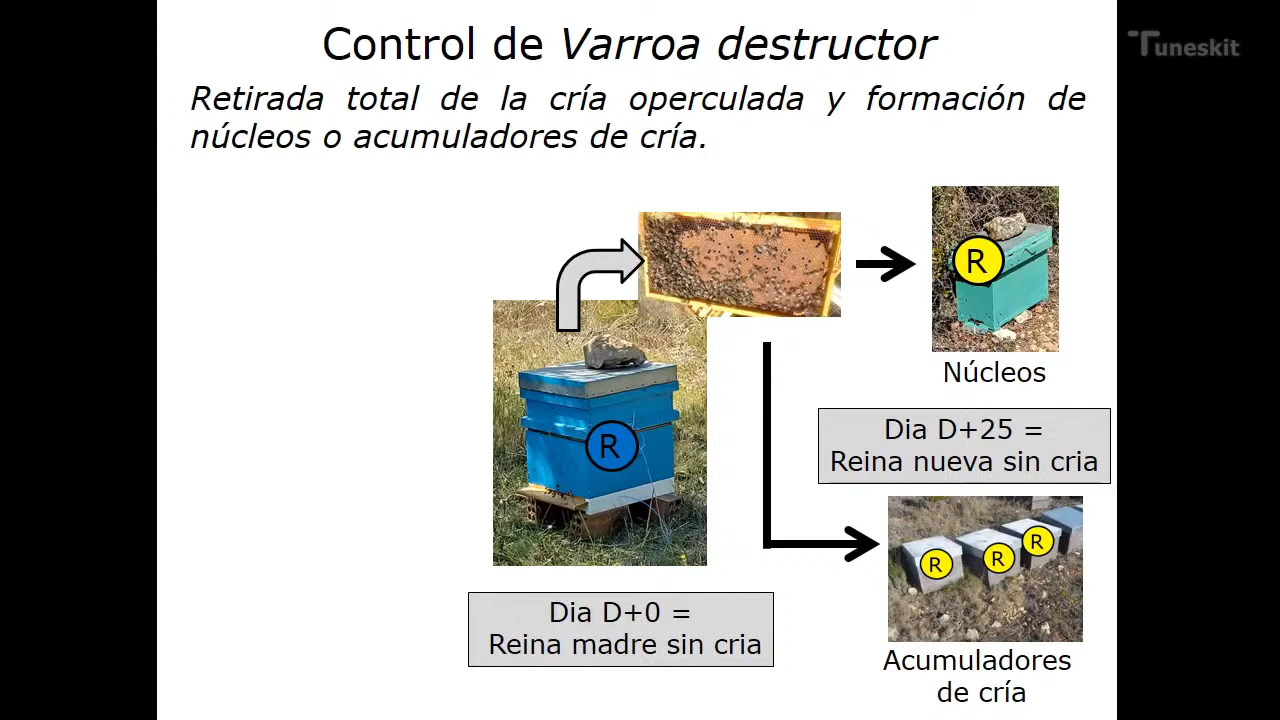 Control de Varroa destructor
Tuneskit
Retirada total de la cría operculada y formación de
núcleos o acumuladores de cría.
R
R
Núcleos
Dia D+25 =
Reina nueva sin cria
R
R
R
Dia D+0 =
Reina madre sin cria
Acumuladores
de cría